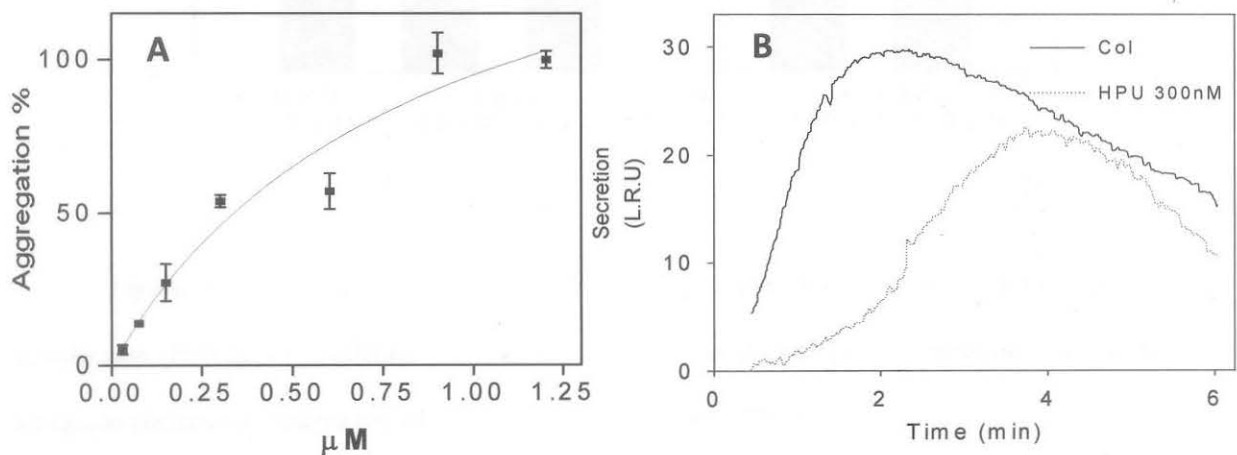 A
Aggregation %
100
50
0
0.00 0.25 0.50 0.75 1.00 1.25
μM
B
Col
HPU 300nM
Secretion
(L.R.U)
30
20
10
0
0 2 4 6
Time (min)